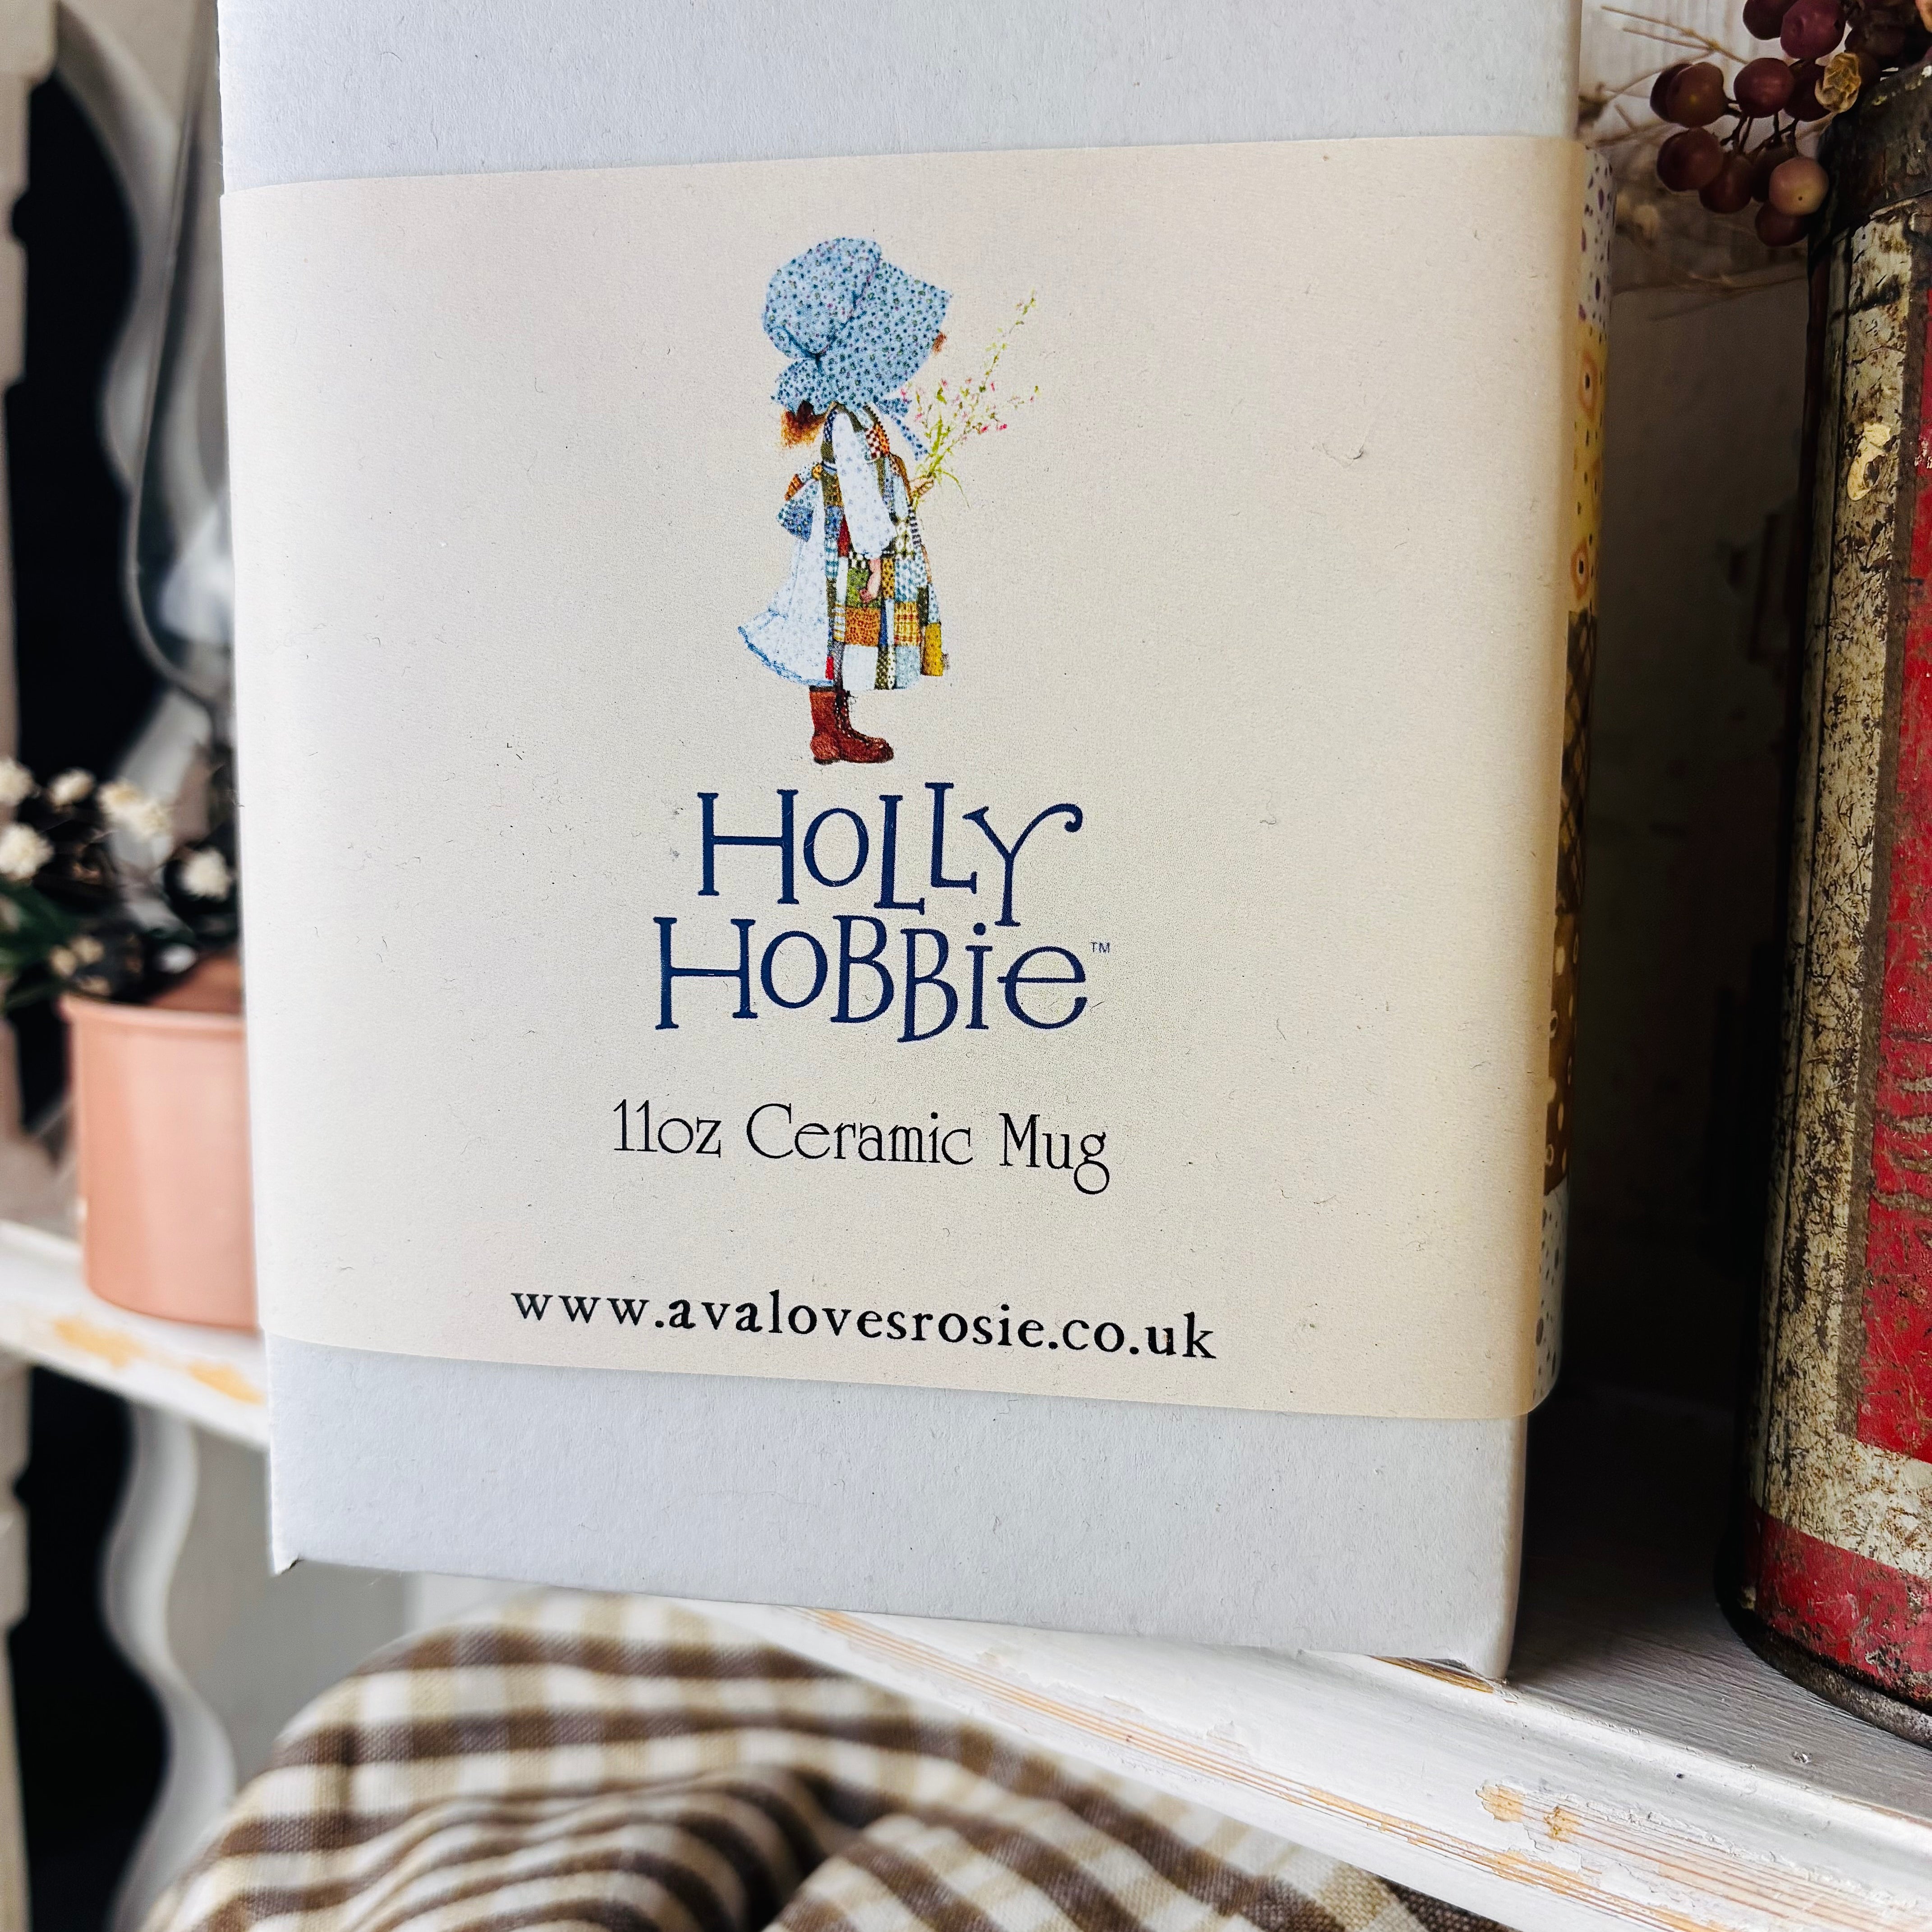 Holly
Hobbie™
11oz Ceramic Mug
www.avalovesrosie.co.uk